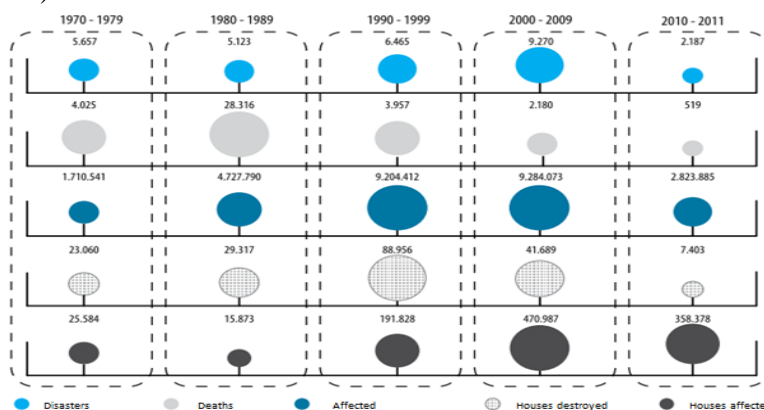 1970 - 1979 1980 - 1989 1990 - 1999 2000 - 2009 2010 - 2011
5.657 5.123 6.465 9.270 2.187
4.025 28.316 3.957 2.180 519
1.710.541 4.727.790 9.204.412 9.284.073 2.823.885
23.060 29.317 88.956 41.689 7.403
25.584 15.873 191.828 470.987 358.378
Disasters Deaths Affected Houses destroyed Houses affecte